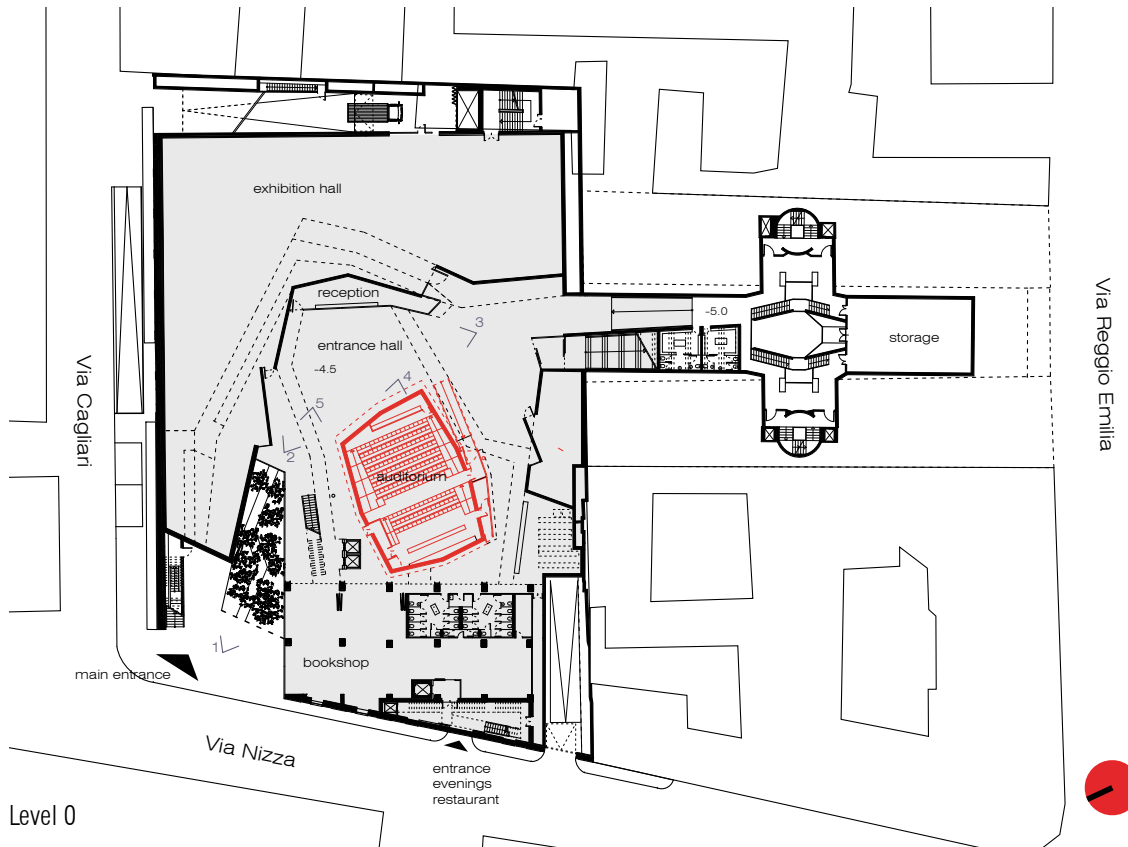 exhibition hall
reception
3
-5.0
entrance hall
storage
-4.5
4
5
2
auditorium
Via Cagliari
Via Reggio Emilia
1
bookshop
main entrance
Via Nizza
entrance
evenings
restaurant
Level 0